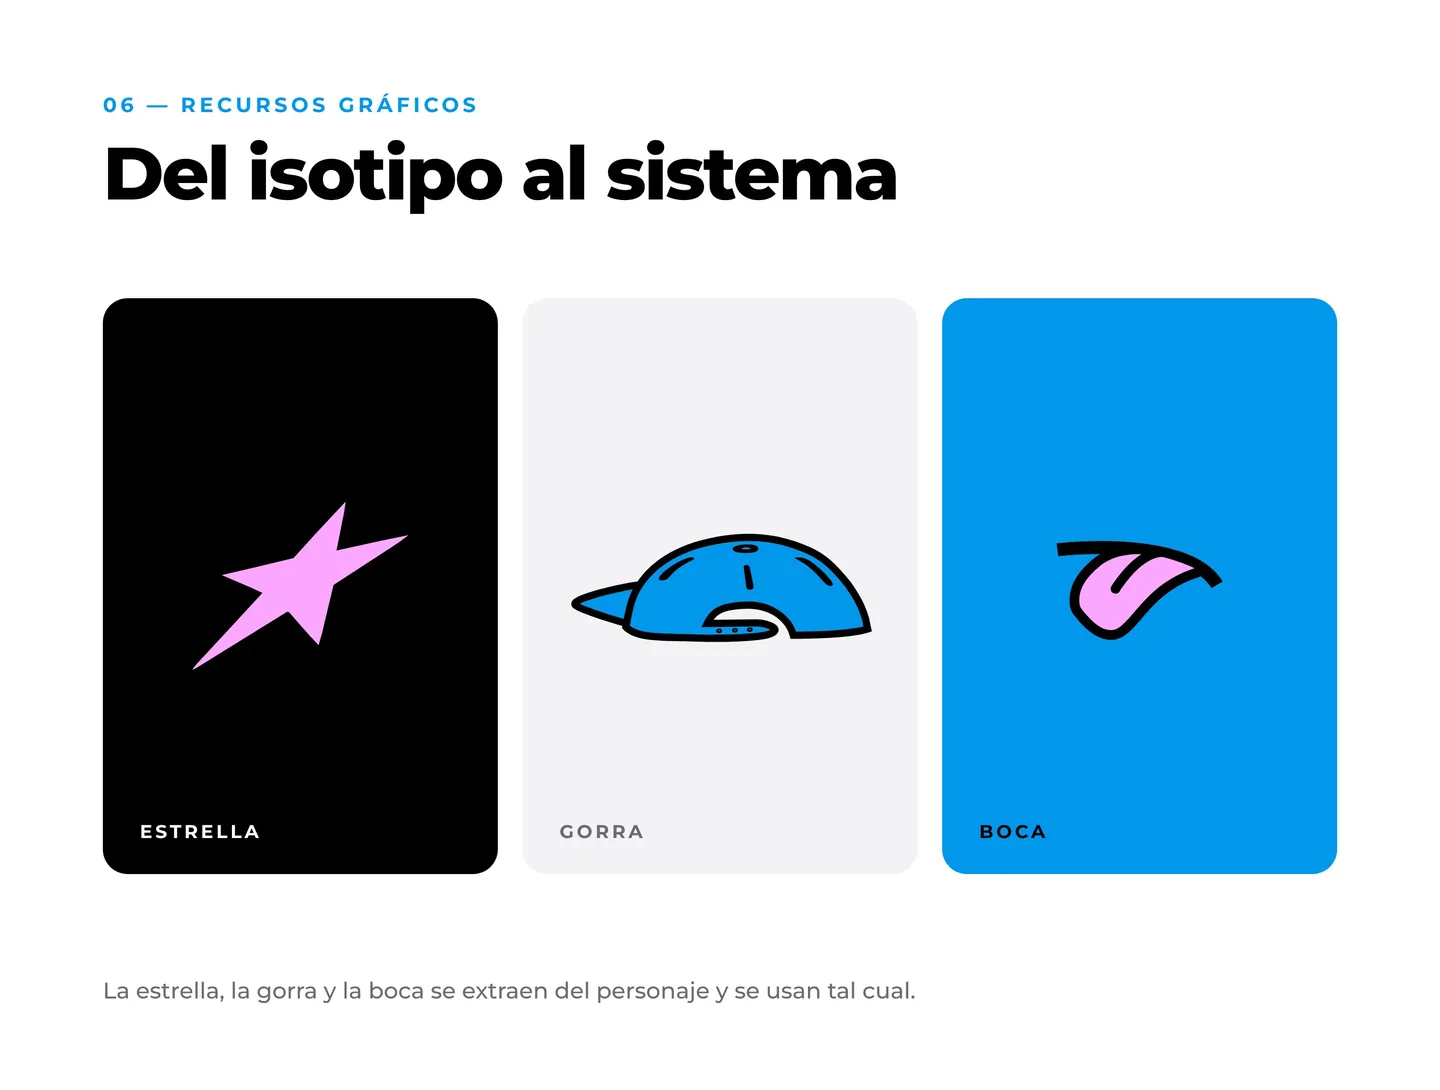 06 — RECURSOS GRÁFICOS
Del isotipo al sistema
ESTRELLA
GORRA
BOCA
La estrella, la gorra y la boca se extraen del personaje y se usan tal cual.